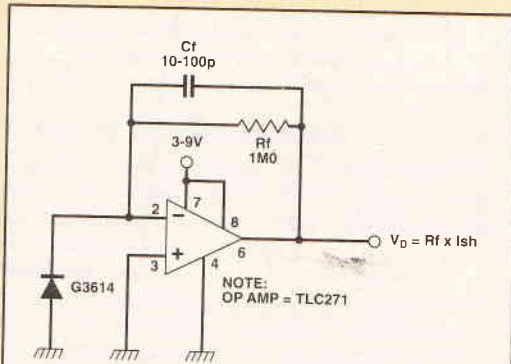 Cf
10-100p
Rf
1M0
3-9V
7
2
−
8
+
3
6
4
G3614
NOTE:
OP AMP = TLC271
VD = Rf x Ish